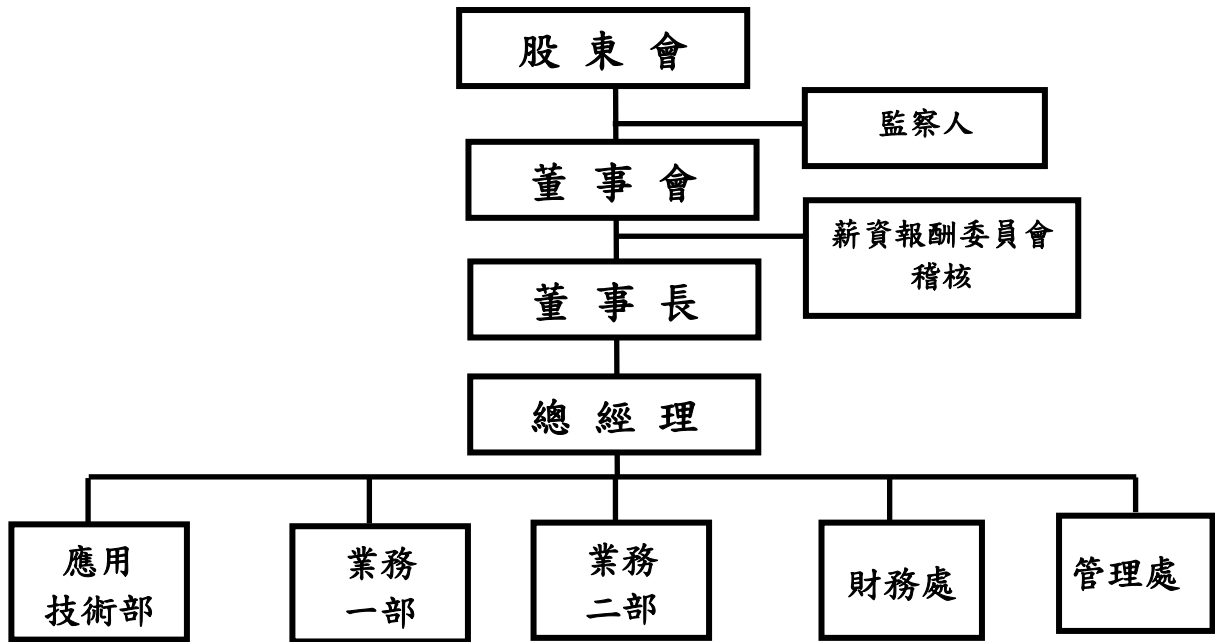 股東會
監察人
董事會
薪資報酬委員會
稽核
董事長
總經理
應用
技術部
業務
一部
業務
二部
財務處
管理處